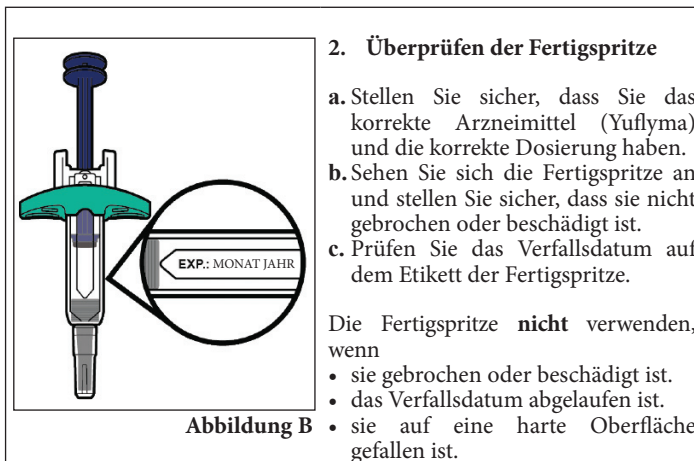 2. Überprüfen der Fertigspritze
a. Stellen Sie sicher, dass Sie das
korrekte Arzneimittel (Yuflyma)
und die korrekte Dosierung haben.
b. Sehen Sie sich die Fertigspritze an
und stellen Sie sicher, dass sie nicht
gebrochen oder beschädigt ist.
c. Prüfen Sie das Verfallsdatum auf
dem Etikett der Fertigspritze.
Die Fertigspritze nicht verwenden,
wenn
• sie gebrochen oder beschädigt ist.
• das Verfallsdatum abgelaufen ist.
• sie auf eine harte Oberfläche
gefallen ist.
EXP.: MONAT JAHR
Abbildung B